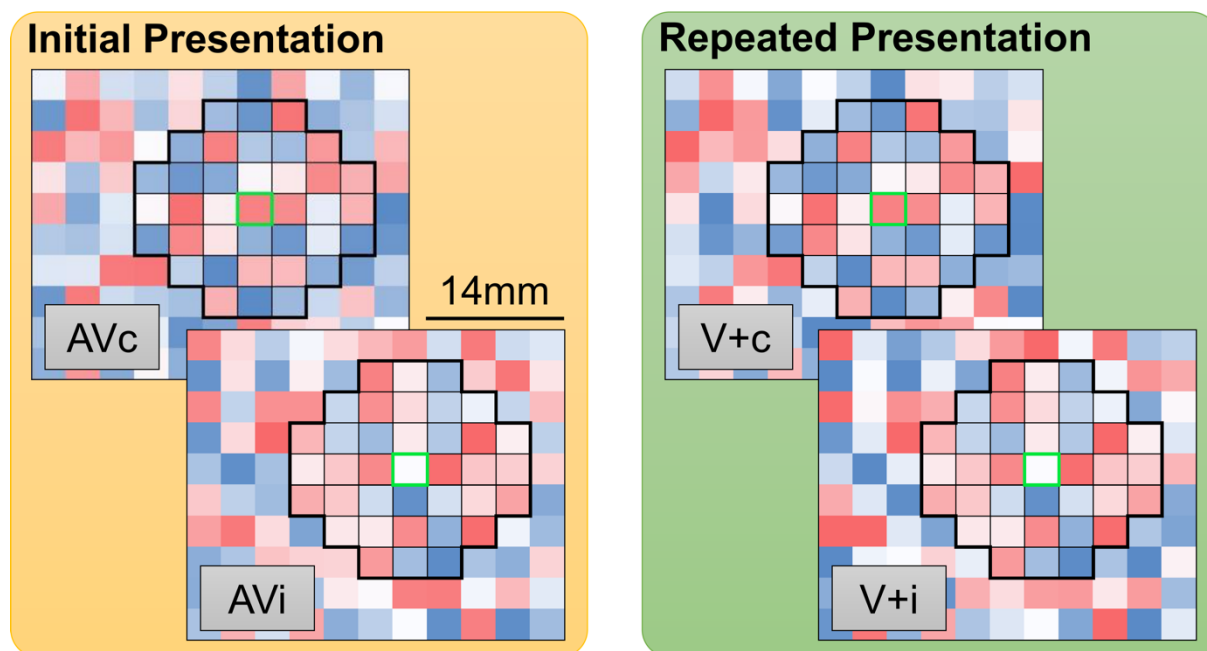 Initial Presentation
AVc
14mm
AVi
Repeated Presentation
V+c
V+i